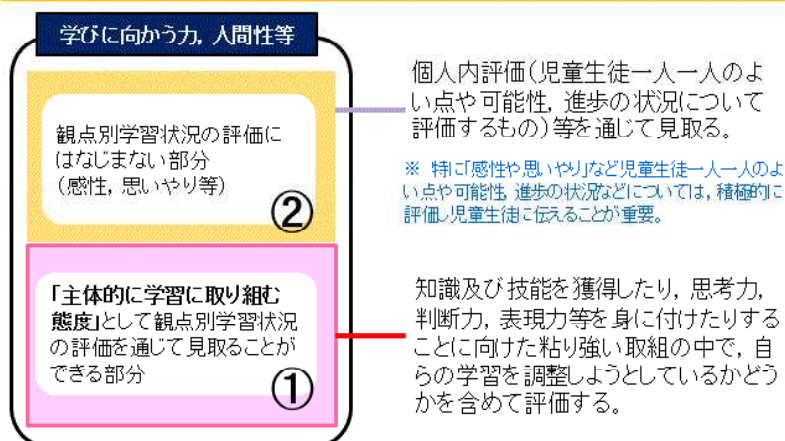 学びに向かう力, 人間性等
観点別学習状況の評価に
はなじまない部分
(感性, 思いやり等)
②
個人内評価(児童生徒一人一人のよ
い点や可能性, 進歩の状況について
評価するもの)等を通じて見取る。
※ 特に「感性や思いやり」など児童生徒一人一人のよ
い点や可能性, 進歩の状況などについては, 積極的に
評価し児童生徒に伝えることが重要。
「主体的に学習に取り組む
態度」として観点別学習状況
の評価を通じて見取ることが
できる部分
①
知識及び技能を獲得したり, 思考力,
判断力, 表現力等を身に付けたりする
ことに向けた粘り強い取組の中で, 自
らの学習を調整しようとしているかどう
かを含めて評価する。